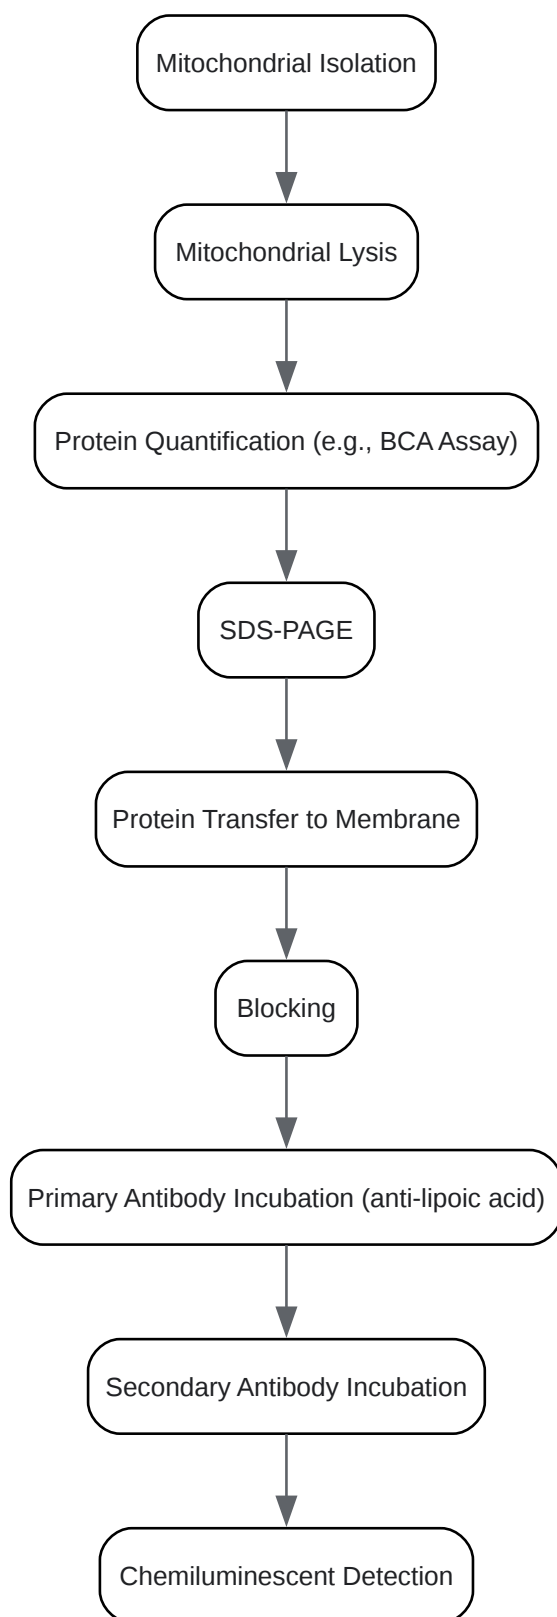 Mitochondrial Isolation
Mitochondrial Lysis
Protein Quantification (e.g., BCA Assay)
SDS-PAGE
Protein Transfer to Membrane
Blocking
Primary Antibody Incubation (anti-lipoic acid)
Secondary Antibody Incubation
Chemiluminescent Detection